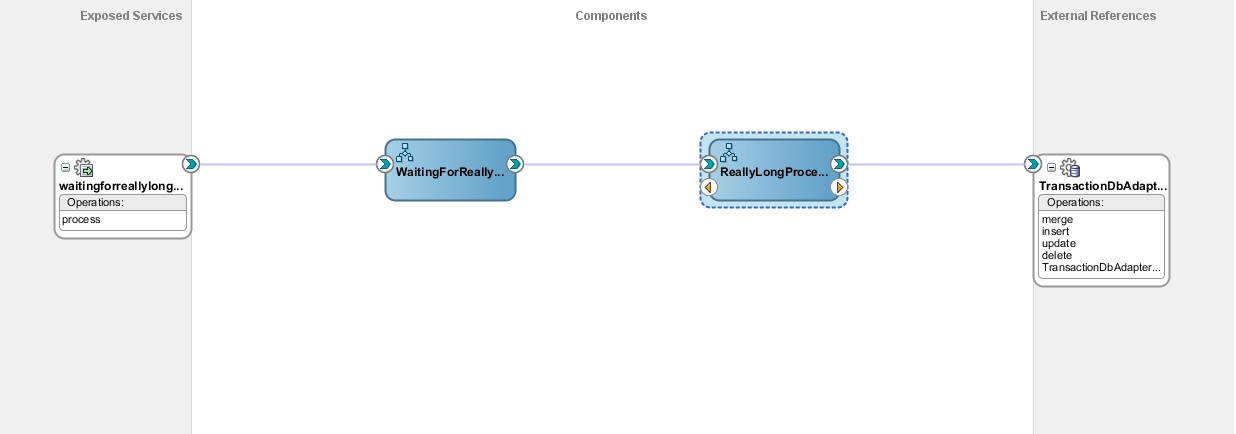 Exposed Services
Components
External References
waitingforreallylong...
Operations:
process
WaitingForReally...
ReallyLongProce...
TransactionDbAdapt...
Operations:
merge
insert
update
delete
TransactionDbAdapter...